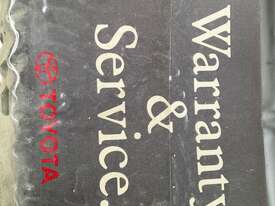 Warranty
&
Service.
TOYOTA